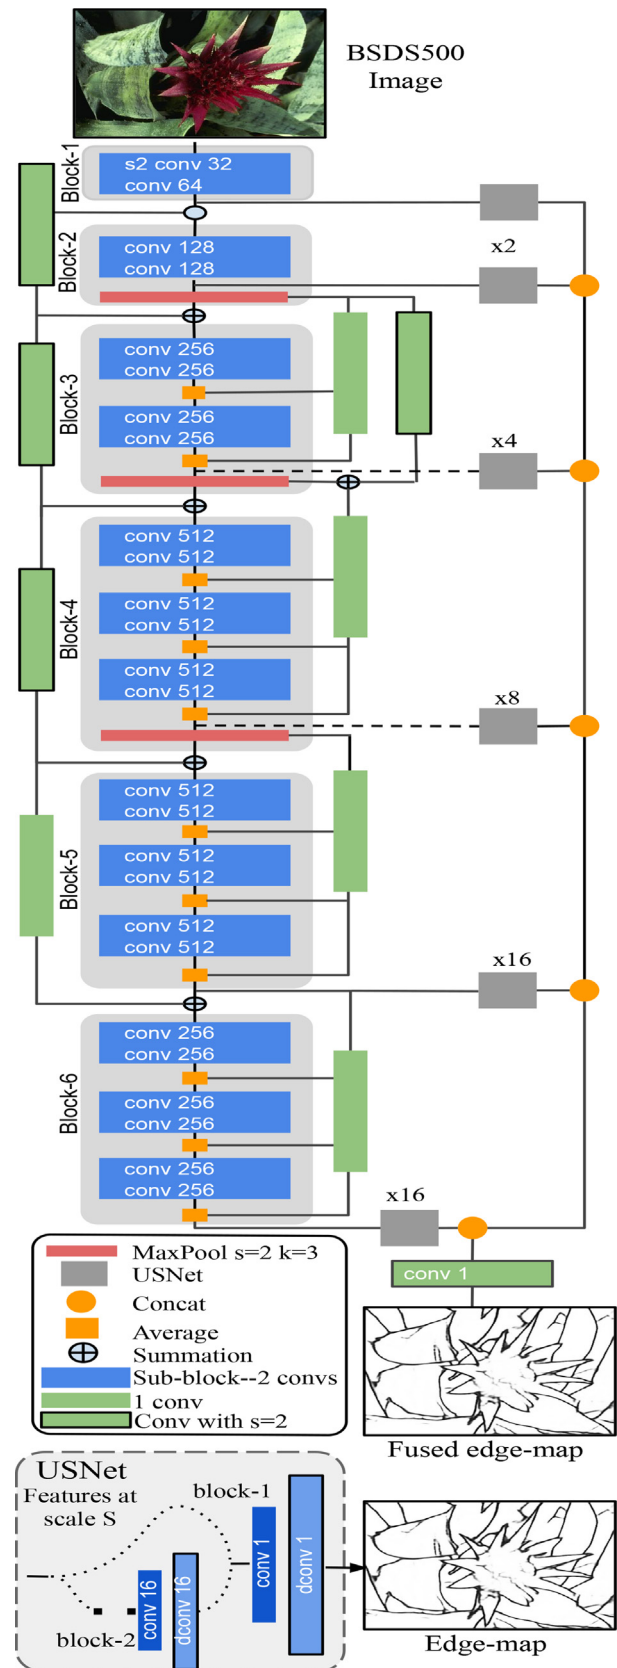 BSDS500
Image
Block-1
s2 conv 32
conv 64
Block-2
conv 128
conv 128
x2
Block-3
conv 256
conv 256
conv 256
conv 256
x4
Block-4
conv 512
conv 512
conv 512
conv 512
conv 512
conv 512
x8
Block-5
conv 512
conv 512
conv 512
conv 512
conv 512
conv 512
x16
Block-6
conv 256
conv 256
conv 256
conv 256
conv 256
conv 256
x16
conv 1
MaxPool s=2 k=3
USNet
Concat
Average
Summation
Sub-block--2 convs
1 conv
Conv with s=2
Fused edge-map
USNet
Features at
scale S
block-1
block-2
conv 16
dconv 16
conv 1
dconv 1
Edge-map